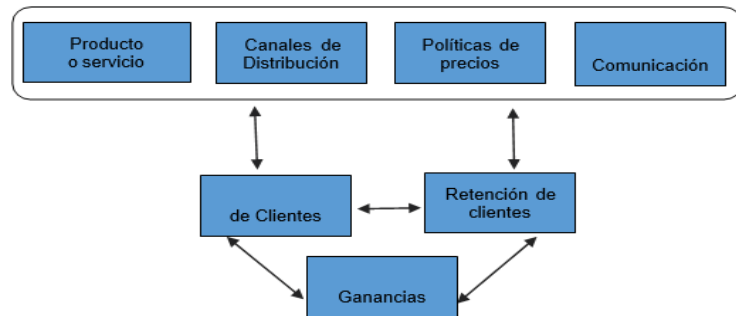 Producto
o servicio
Canales de
Distribución
Políticas de
precios
Comunicación
de Clientes
Retención de
clientes
Ganancias